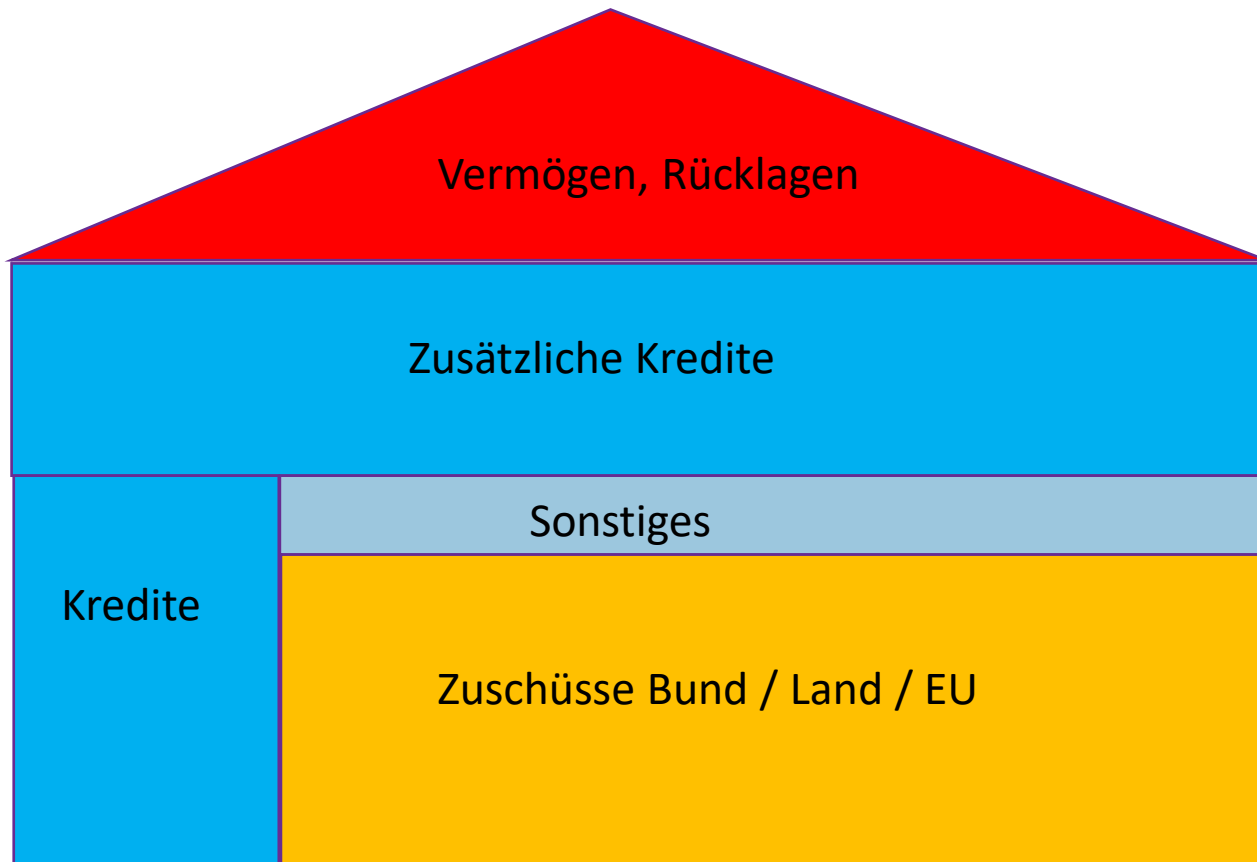 Vermögen, Rücklagen
Zusätzliche Kredite
Sonstiges
Kredite
Zuschüsse Bund / Land / EU